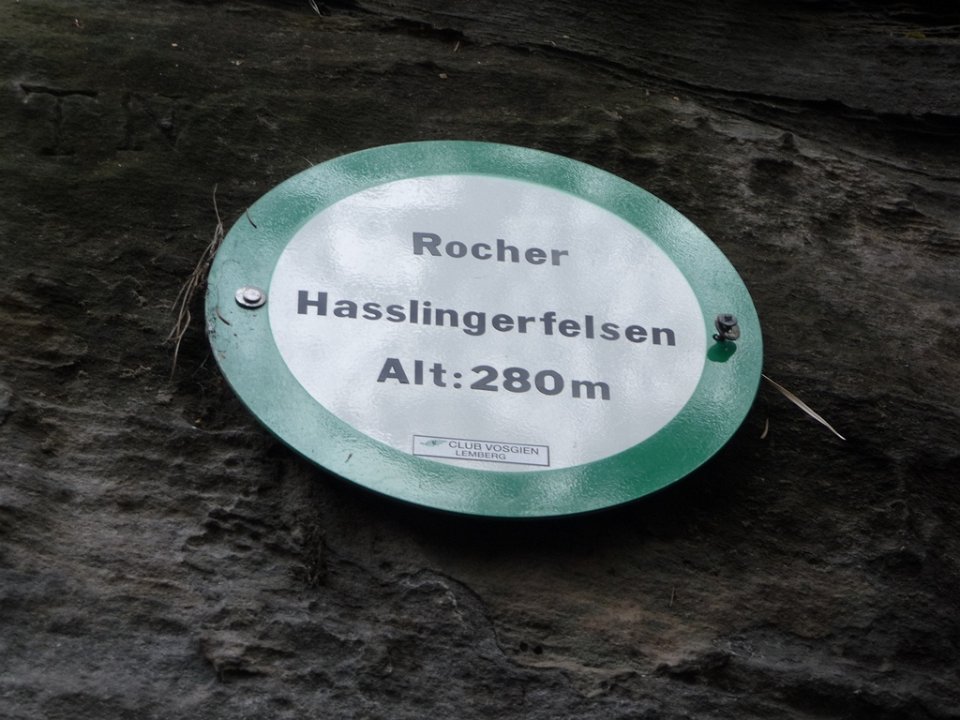 Rocher
Hasslingerfelsen
Alt:280m
CLUB VOSGIEN
LEMBERG